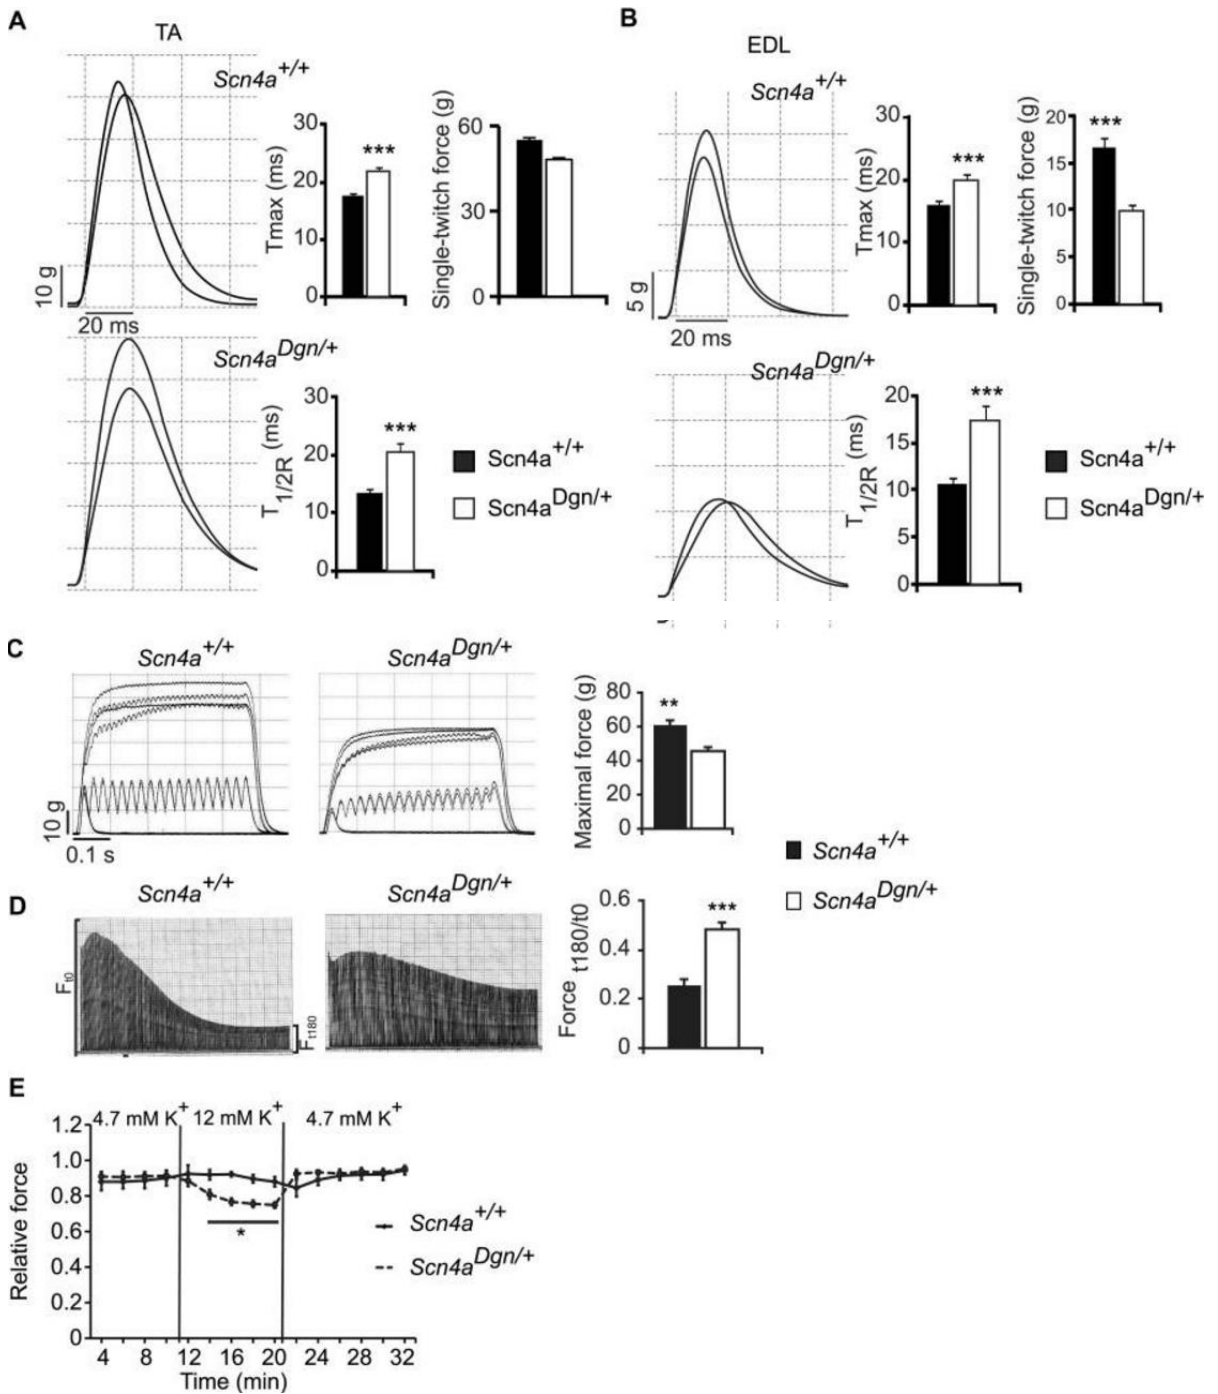 A
TA
Scn4a+/+
10 g
20 ms
Tmax (ms)
30
20
10
0
***
Single-twitch force (g)
60
30
0
Scn4aDgn/+
T1/2R (ms)
30
20
10
0
***
Scn4a+/+
Scn4aDgn/+
B
EDL
Scn4a+/+
5 g
20 ms
Tmax (ms)
30
20
10
0
***
Single-twitch force (g)
20
15
10
5
0
***
Scn4aDgn/+
T1/2R (ms)
20
15
10
5
0
***
Scn4a+/+
Scn4aDgn/+
C
Scn4a+/+
Scn4aDgn/+
10 g
0.1 s
Maximal force (g)
80
60
40
20
0
**
Scn4a+/+
Scn4aDgn/+
D
Scn4a+/+
Scn4aDgn/+
Ft0
Ft180
Force t180/t0
0.6
0.4
0.2
0
***
E
4.7 mM K+ 12 mM K+ 4.7 mM K+
Relative force
1.2
1.0
0.8
0.6
0.4
0.2
0
*
Scn4a+/+
Scn4aDgn/+
4 8 12 16 20 24 28 32
Time (min)